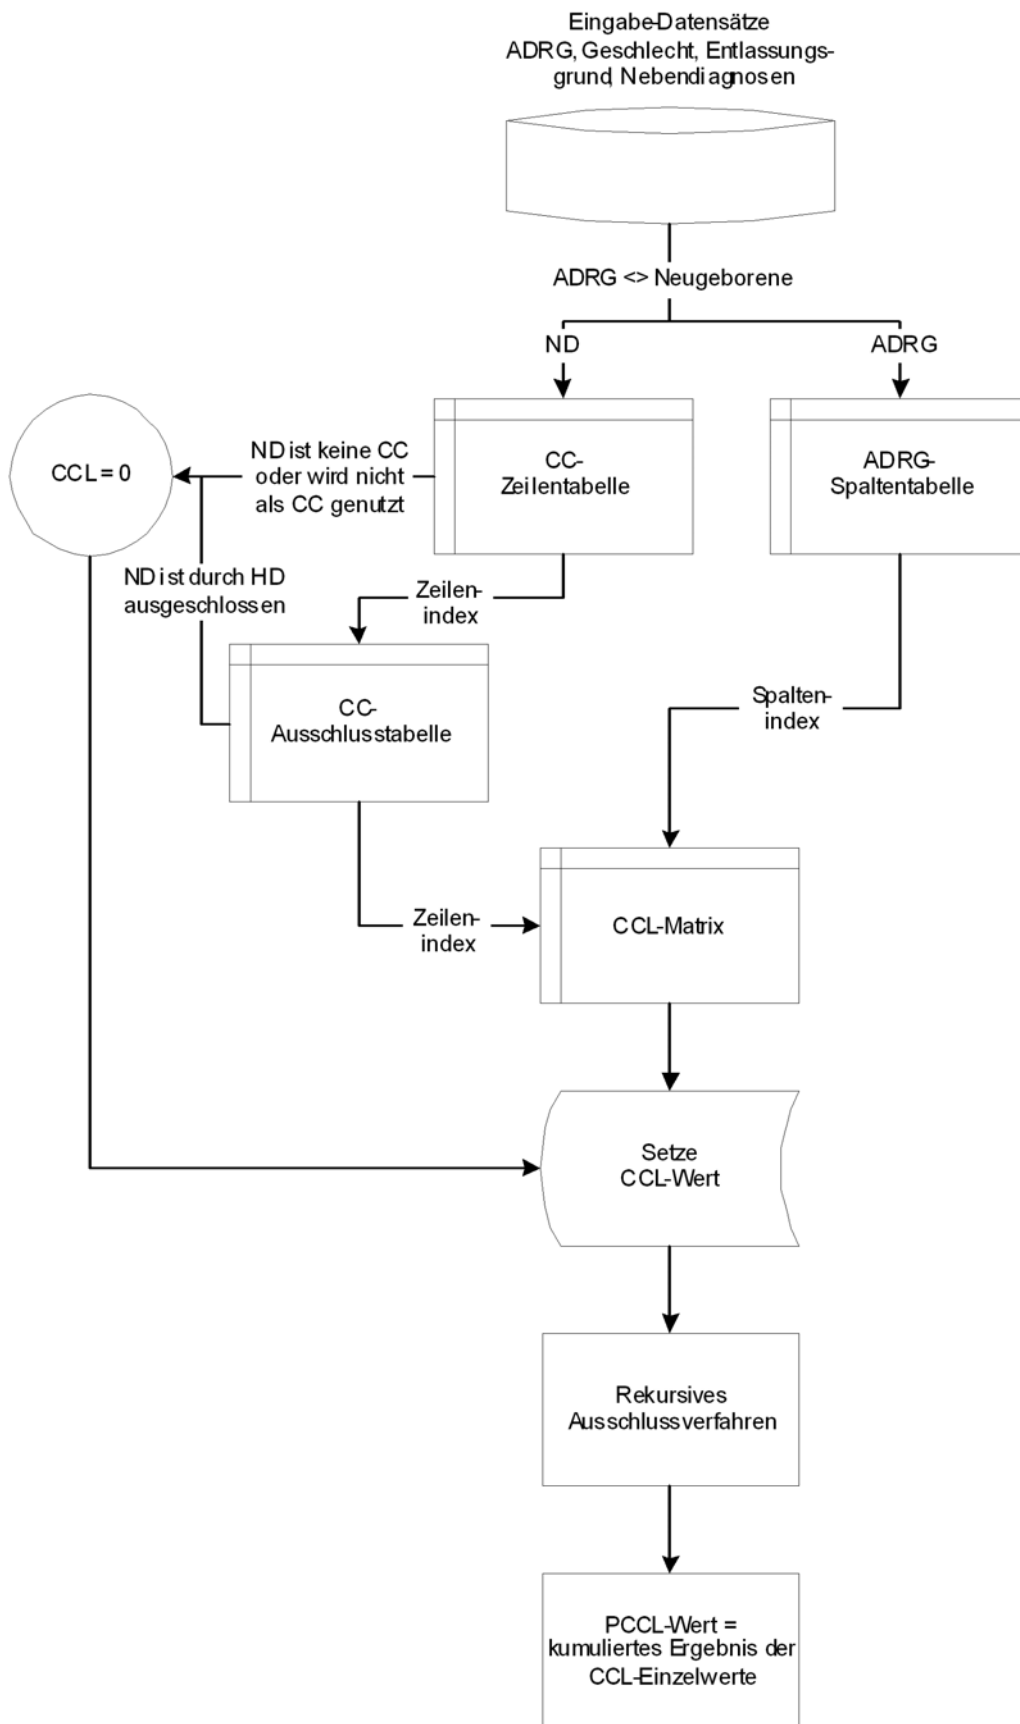 Eingabe-Datensätze
ADRG, Geschlecht, Entlassungs-
grund, Nebendiagnosen
ADRG <> Neugeborene
ND
ADRG
CCL = 0
ND ist keine CC
oder wird nicht
als CC genutzt
CC-
Zeilentabelle
ADRG-
Spaltentabelle
ND ist durch HD
ausgeschlossen
Zeilen-
index
CC-
Ausschlusstabelle
Spalten-
index
Zeilen-
index
CCL-Matrix
Setze
CCL-Wert
Rekursives
Ausschlussverfahren
PCCL-Wert =
kumuliertes Ergebnis der
CCL-Einzelwerte